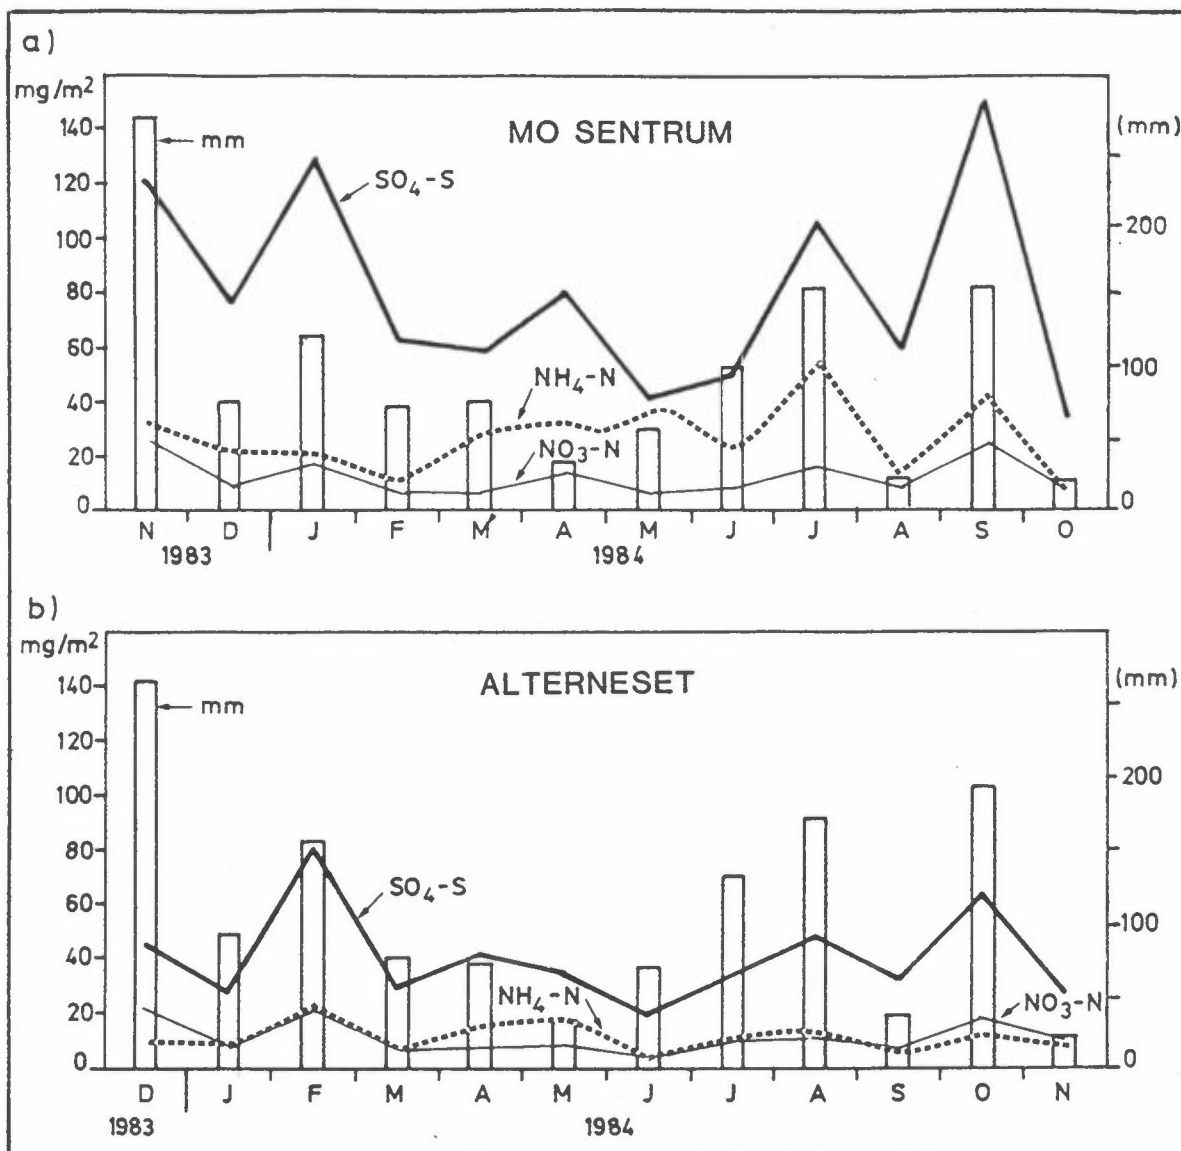 a)
mg/m²
MO SENTRUM
(mm)
140
mm
SO₄-S
120
100
200
80
60
NH₄-N
100
40
NO₃-N
20
0
0
N D J F M A M J J A S O
1983 1984
b)
mg/m²
ALTERNESET
(mm)
140
mm
120
100
200
80
SO₄-S
60
100
40
NH₄-N
NO₃-N
20
0
0
D J F M A M J J A S O N
1983 1984